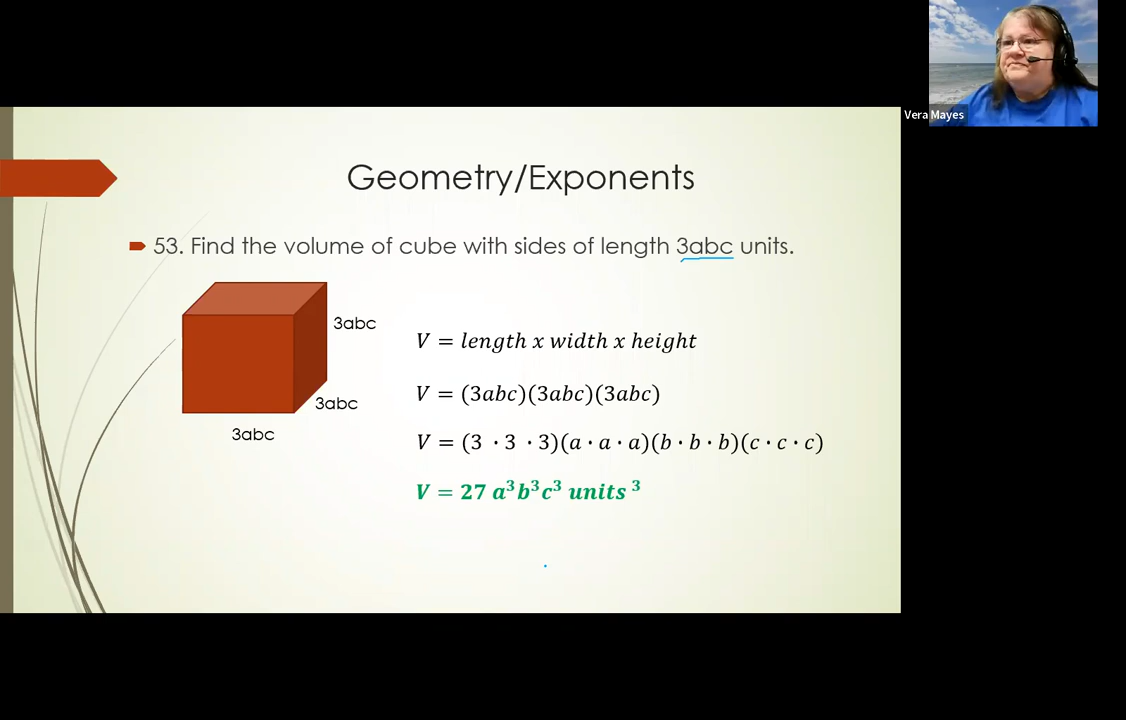 Vera Mayes
Geometry/Exponents
53. Find the volume of cube with sides of length 3abc units.
3abc
3abc
3abc
V = length x width x height
V = (3abc)(3abc)(3abc)
V = (3 · 3 · 3)(a · a · a)(b · b · b)(c · c · c)
V = 27 a³b³c³ units ³